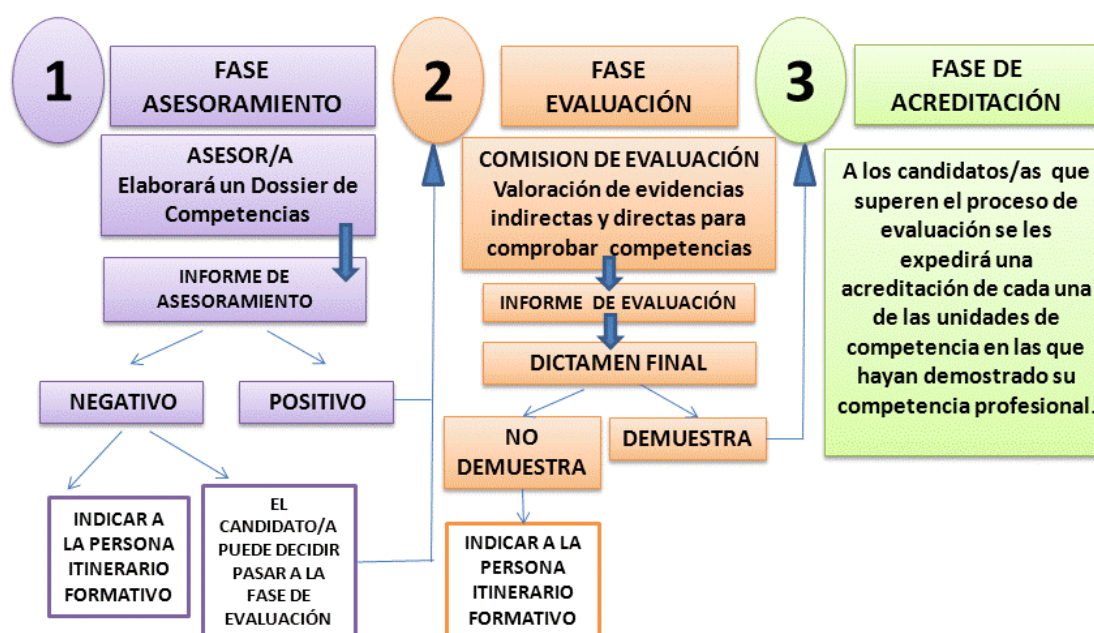 1
FASE
ASESORAMIENTO
ASESOR/A
Elaborará un Dossier de
Competencias
INFORME DE
ASESORAMIENTO
NEGATIVO
POSITIVO
INDICAR A
LA PERSONA
ITINERARIO
FORMATIVO
EL
CANDIDATO/A
PUEDE DECIDIR
PASAR A LA
FASE DE
EVALUACIÓN
2
FASE
EVALUACIÓN
COMISION DE EVALUACIÓN
Valoración de evidencias
indirectas y directas para
comprobar competencias
INFORME DE EVALUACIÓN
DICTAMEN FINAL
NO
DEMUESTRA
DEMUESTRA
INDICAR A LA
PERSONA
ITINERARIO
FORMATIVO
3
FASE DE
ACREDITACIÓN
A los candidatos/as que
superen el proceso de
evaluación se les
expedirá una
acreditación de cada una
de las unidades de
competencia en las que
hayan demostrado su
competencia profesional.